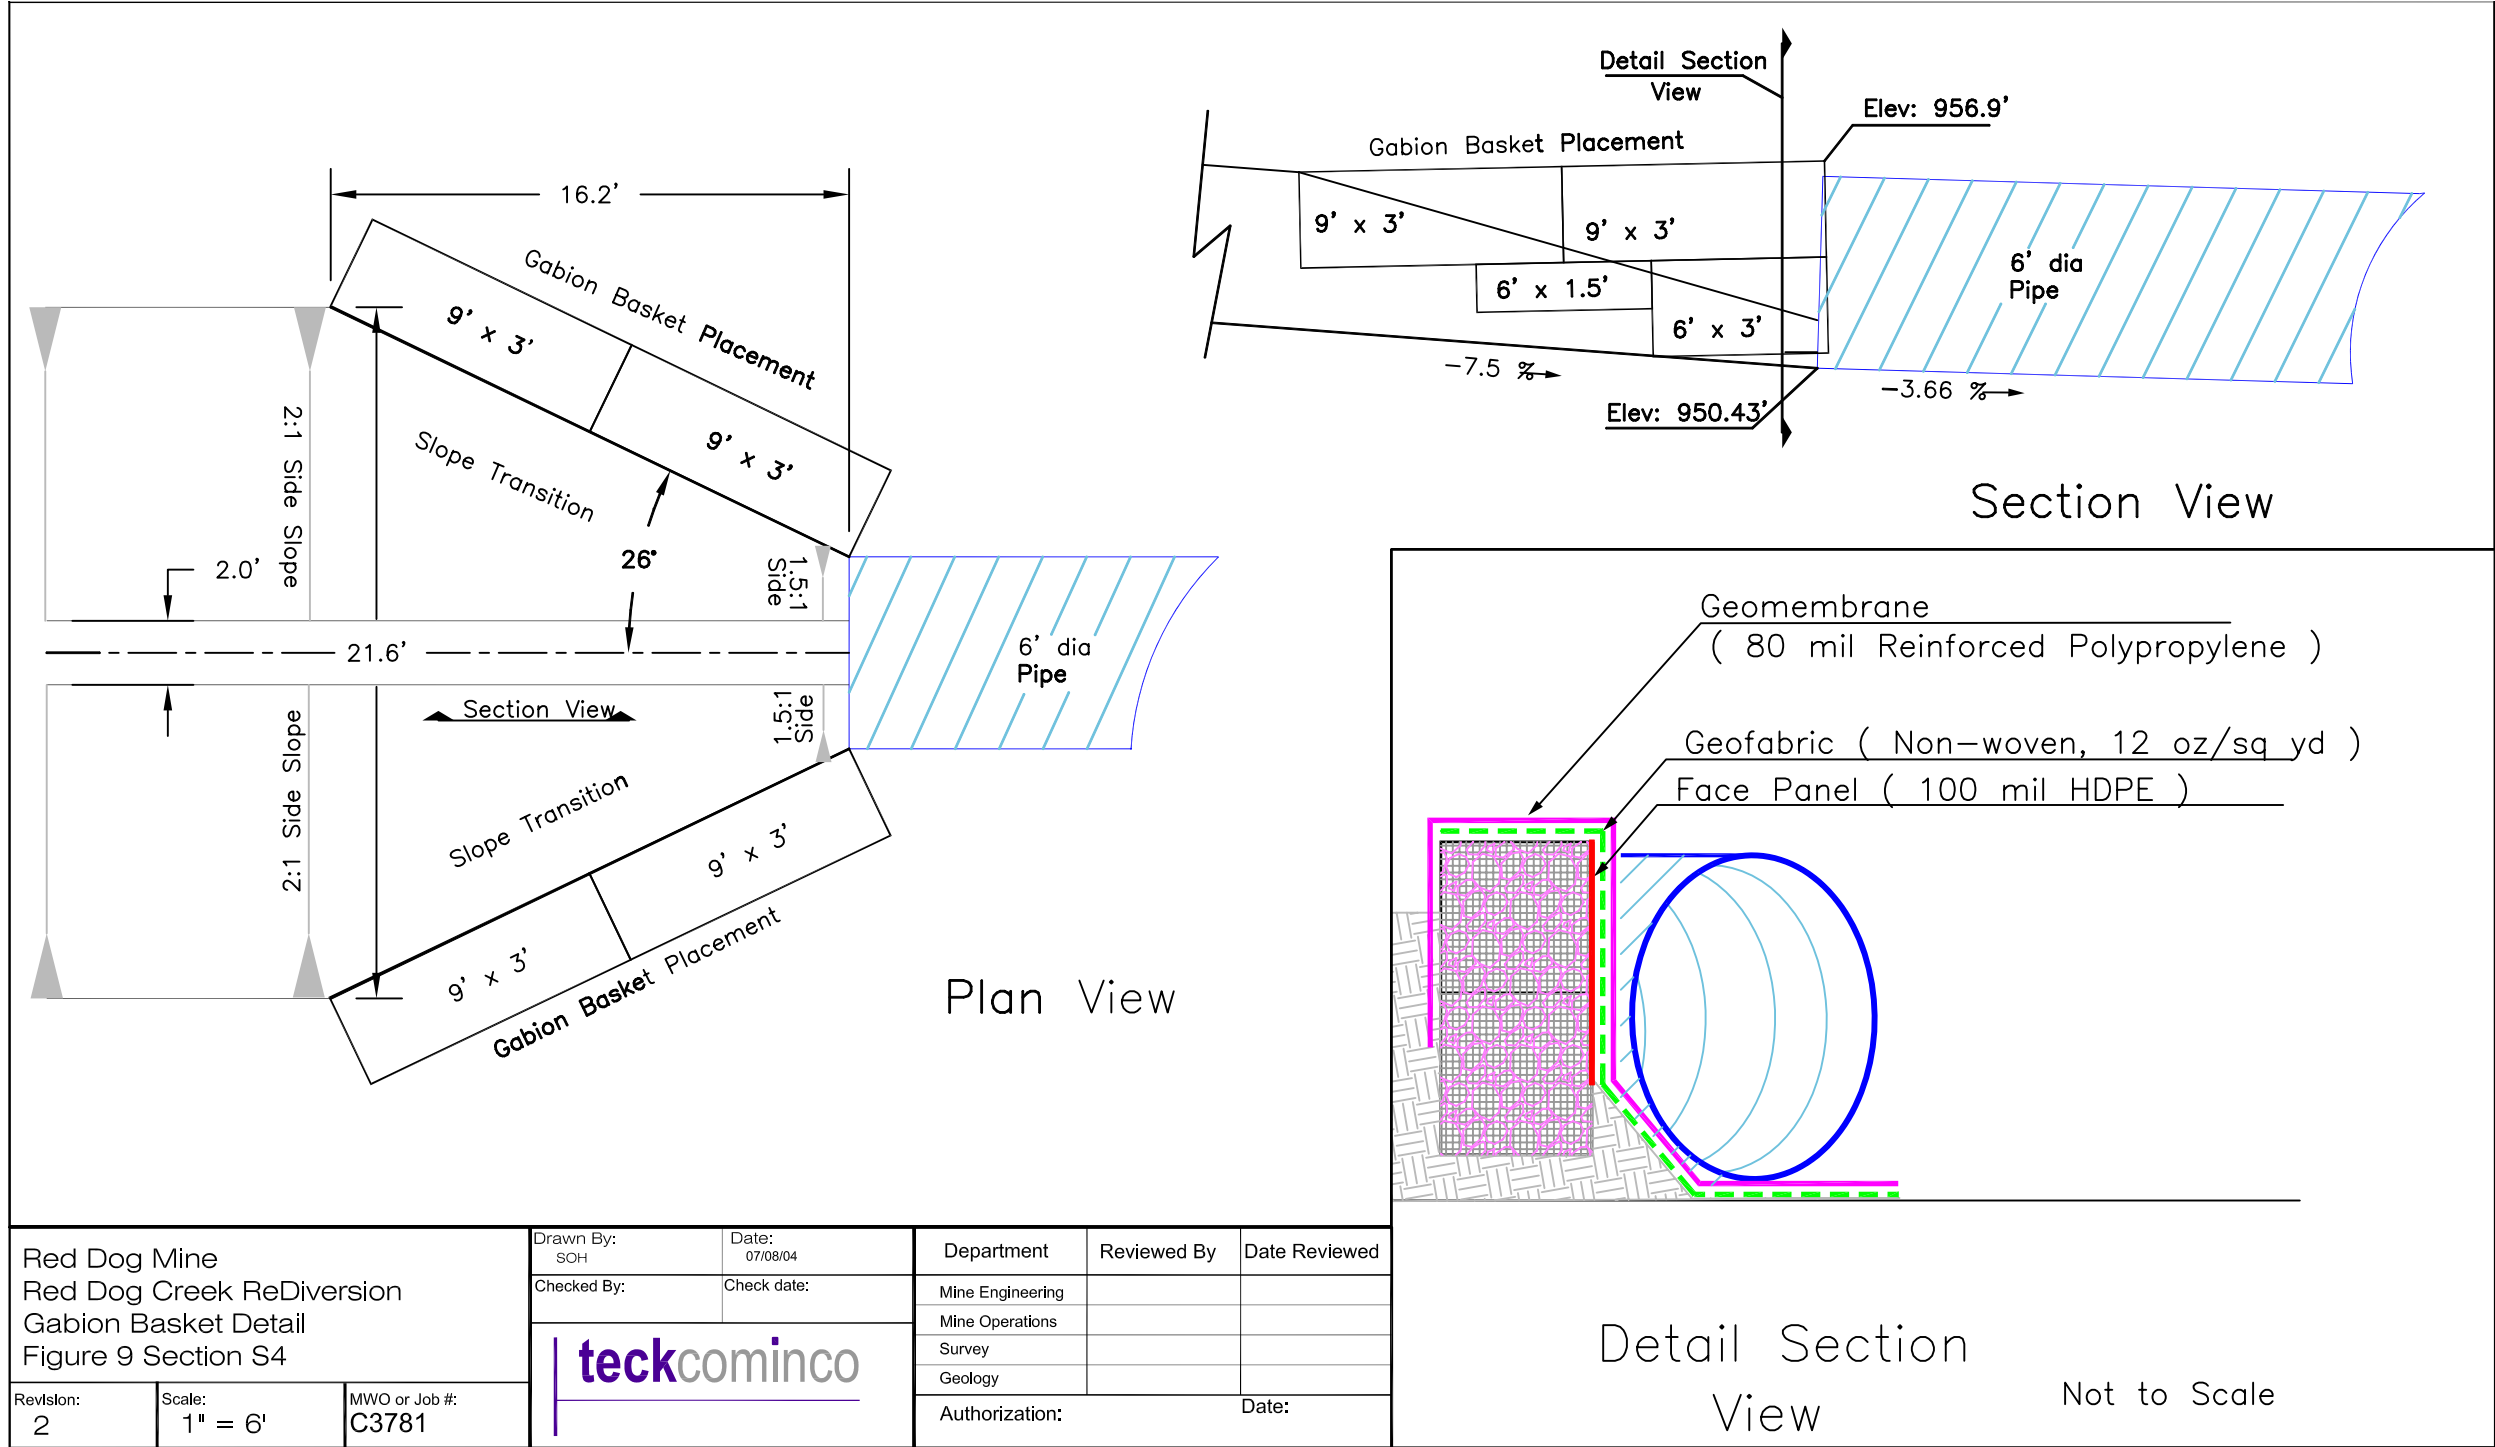 16.2'
Gabion Basket Placement
9' x 3'
9' x 3'
Slope Transition
26°
2:1 Side Slope
2.0'
1.5:1
Side
21.6'
6' dia
Pipe
Section View
1.5:1
Side
2:1 Side Slope
Slope Transition
9' x 3'
9' x 3'
Gabion Basket Placement
Plan View
Detail Section
View
Elev: 956.9'
Gabion Basket Placement
9' x 3'
9' x 3'
6' x 1.5'
6' x 3'
6' dia
Pipe
-7.5 %
-3.66 %
Elev: 950.43'
Section View
Geomembrane
( 80 mil Reinforced Polypropylene )
Geofabric ( Non-woven, 12 oz/sq yd )
Face Panel ( 100 mil HDPE )
Detail Section
View
Not to Scale
Red Dog Mine
Red Dog Creek ReDiversion
Gabion Basket Detail
Figure 9 Section S4
Revision:
2
Scale:
1" = 6'
MWO or Job #:
C3781
Drawn By:
SOH
Date:
07/08/04
Checked By:
Check date:
teckcominco
Department
Reviewed By
Date Reviewed
Mine Engineering
Mine Operations
Survey
Geology
Authorization:
Date: